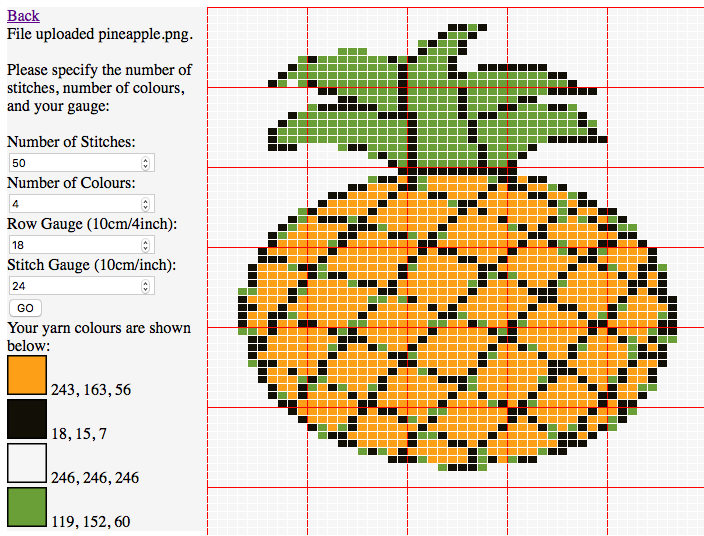 Back
File uploaded pineapple.png.
Please specify the number of
stitches, number of colours,
and your gauge:
Number of Stitches:
50
Number of Colours:
4
Row Gauge (10cm/4inch):
18
Stitch Gauge (10cm/inch):
24
GO
Your yarn colours are shown
below:
243, 163, 56
18, 15, 7
246, 246, 246
119, 152, 60